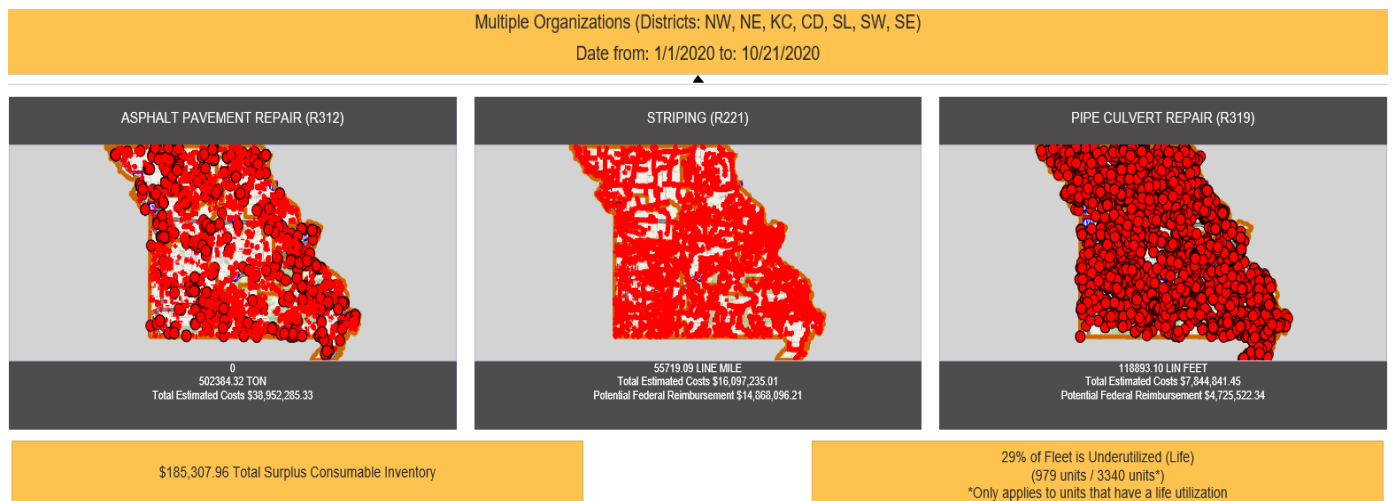 Multiple Organizations (Districts: NW, NE, KC, CD, SL, SW, SE)
Date from: 1/1/2020 to: 10/21/2020
ASPHALT PAVEMENT REPAIR (R312)
0
502384.32 TON
Total Estimated Costs $38,952,285.33
STRIPING (R221)
55719.09 LINE MILE
Total Estimated Costs $16,097,235.01
Potential Federal Reimbursement $14,868,096.21
PIPE CULVERT REPAIR (R319)
118893.10 LIN FEET
Total Estimated Costs $7,844,841.45
Potential Federal Reimbursement $4,725,522.34
$185,307.96 Total Surplus Consumable Inventory
29% of Fleet is Underutilized (Life)
(979 units / 3340 units*)
*Only applies to units that have a life utilization